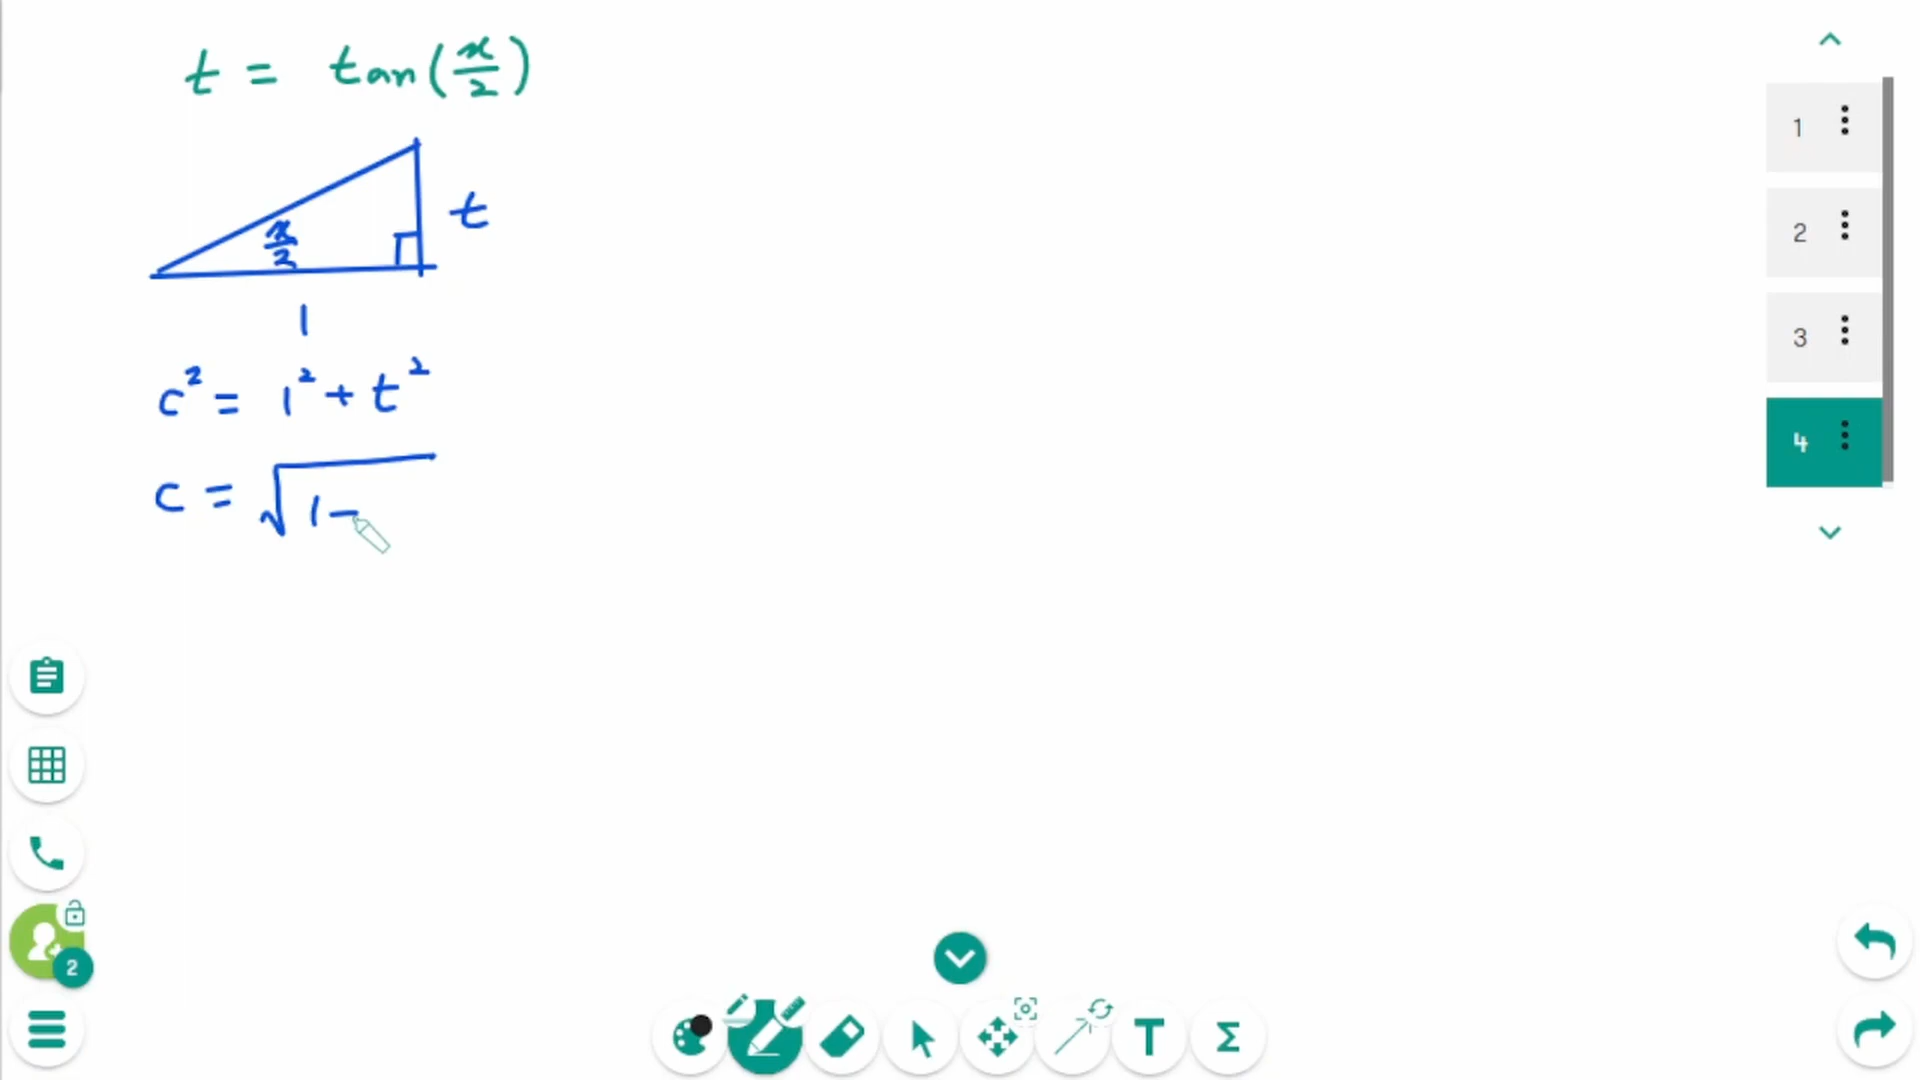 t = tan(x/2)
x/2
t
1
c² = 1² + t²
c = √1-
1
2
3
4
2
T
Σ